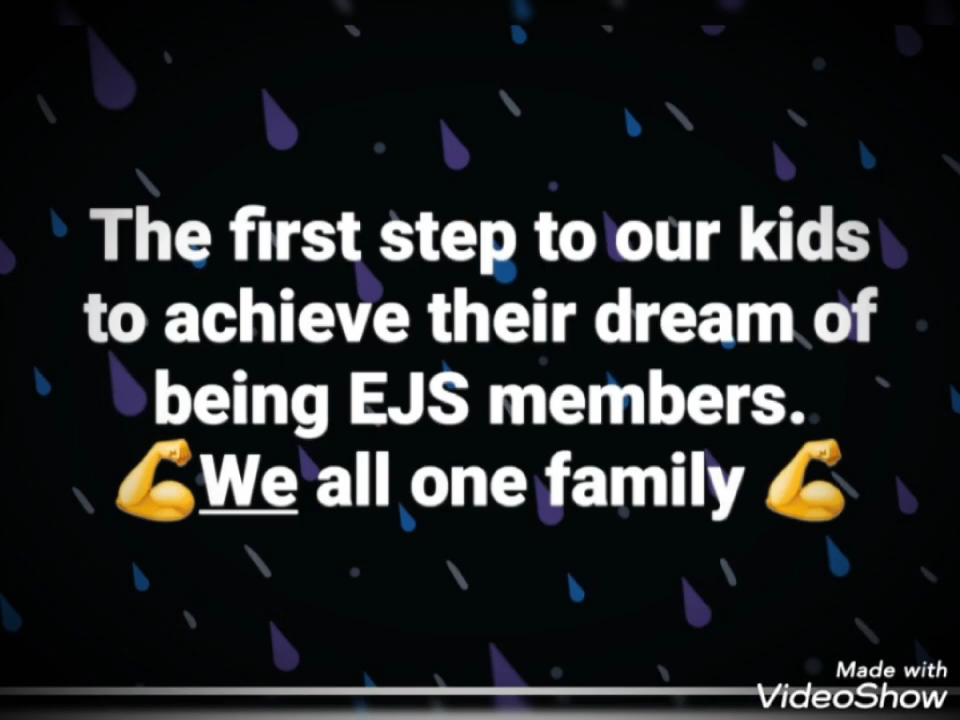 The first step to our kids
to achieve their dream of
being EJS members.
💪We all one family 💪
Made with
VideoShow